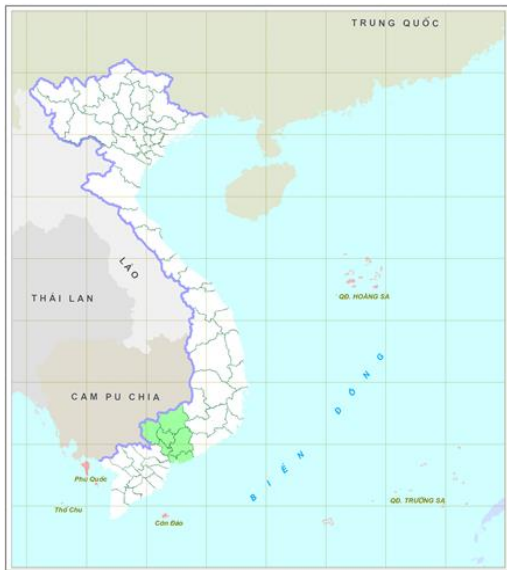 TRUNG QUỐC
LÀO
THÁI LAN
QĐ. HOÀNG SA
CAM PU CHIA
BIỂN ĐÔNG
Phú Quốc
QĐ. TRƯỜNG SA
Thổ Chu
Côn Đảo